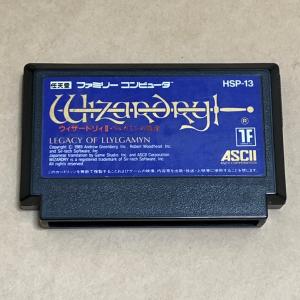 任天堂 ファミリー コンピュータ HSP-13
Wizardry
ウィザードリィII・リルガミンの遺産
®
LEGACY OF LLYLGAMYN
Copyright © 1989 Andrew Greenberg, Inc., Robert Woodhead, Inc.
and Sir-tech Software, Inc.
Japanese translation by Game Studio, Inc. and ASCII Corporation.
WIZARDRY is a registered trademark of Sir-tech Software, Inc.
All rights reserved.
1F
ASCII